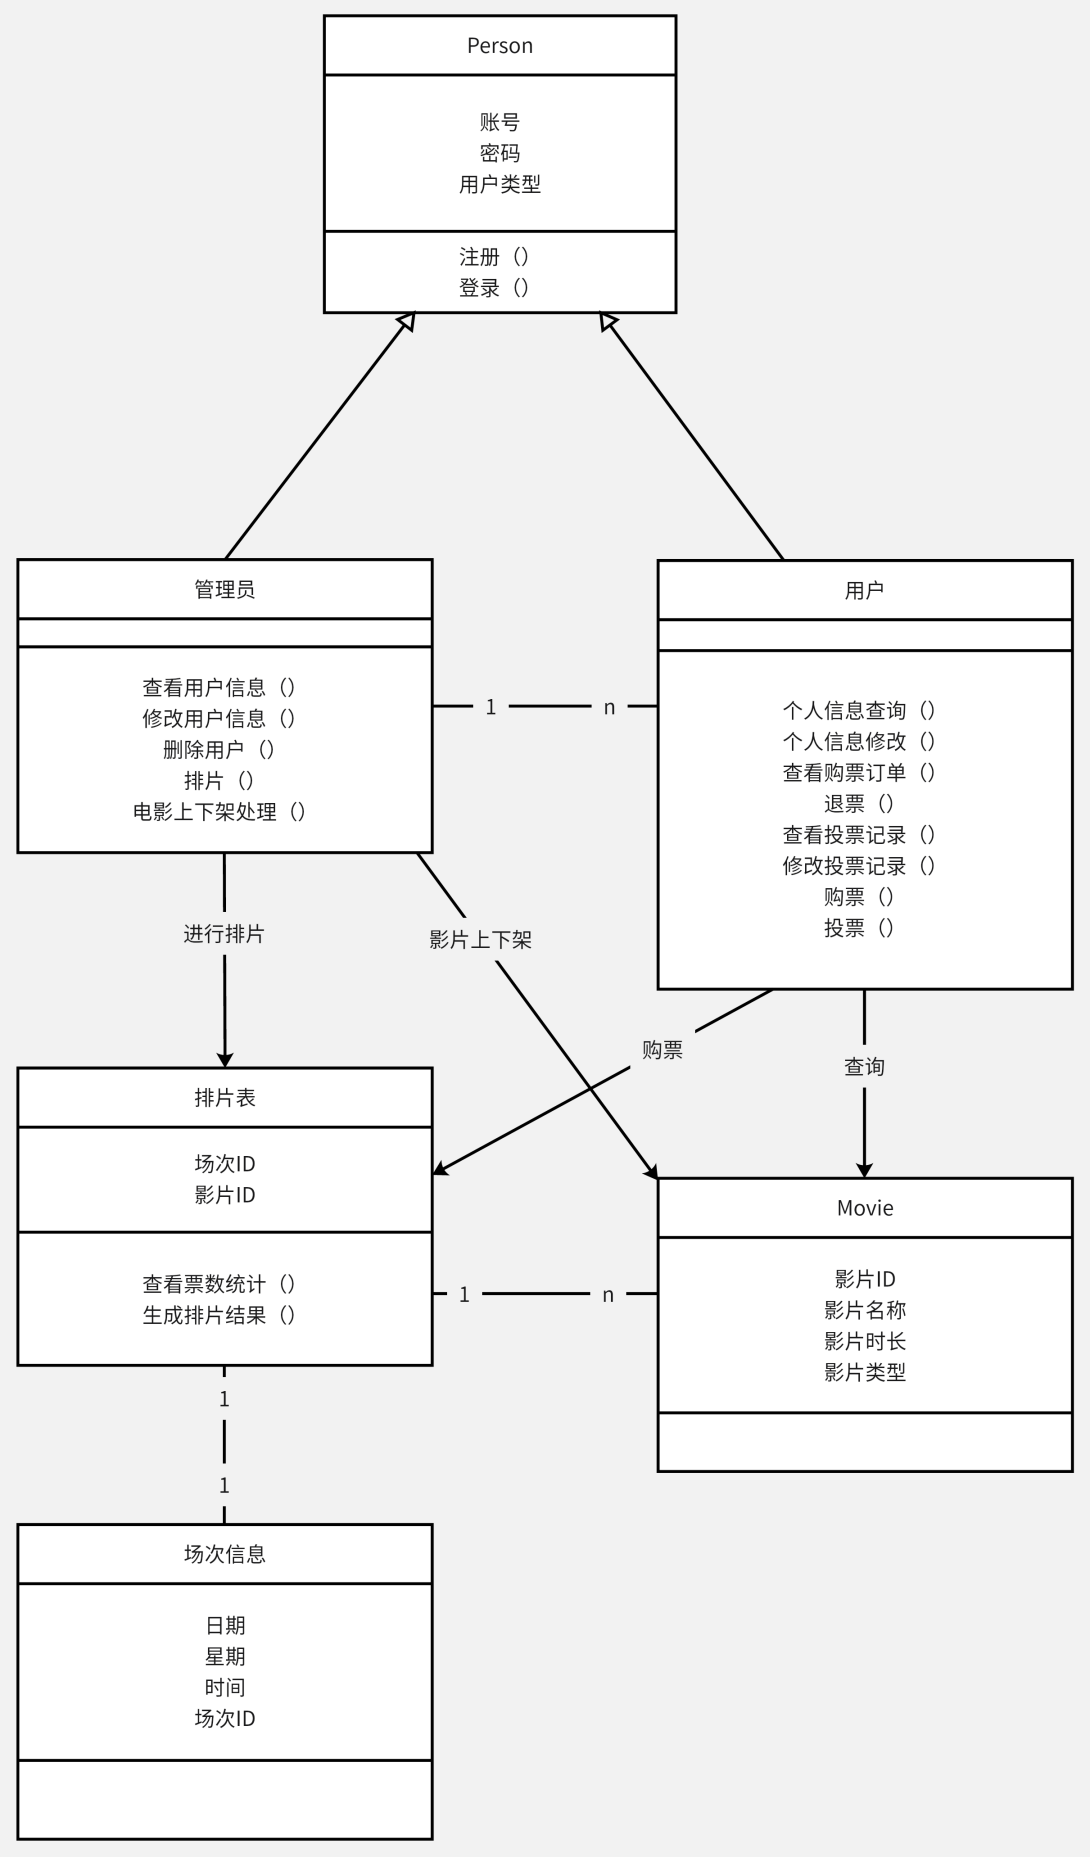 Person
账号
密码
用户类型
注册（）
登录（）
管理员
查看用户信息（）
修改用户信息（）
删除用户（）
排片（）
电影上下架处理（）
1
n
用户
个人信息查询（）
个人信息修改（）
查看购票订单（）
退票（）
查看投票记录（）
修改投票记录（）
购票（）
投票（）
进行排片
影片上下架
购票
查询
排片表
场次ID
影片ID
查看票数统计（）
生成排片结果（）
1
n
Movie
影片ID
影片名称
影片时长
影片类型
1
1
场次信息
日期
星期
时间
场次ID